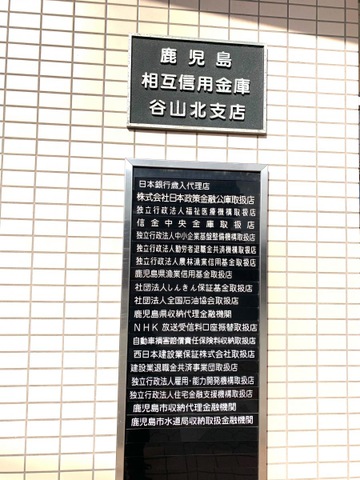 鹿児島
相互信用金庫
谷山北支店
日本銀行歳入代理店
株式会社日本政策金融公庫取扱店
独立行政法人福祉医療機構取扱店
信金中央金庫取扱店
独立行政法人中小企業基盤整備機構取扱店
独立行政法人勤労者退職金共済機構取扱店
独立行政法人農林漁業信用基金取扱店
鹿児島県漁業信用基金取扱店
社団法人しんきん保証基金取扱店
社団法人全国石油協会取扱店
鹿児島県収納代理金融機関
NHK放送受信料口座振替取扱店
自動車損害賠償責任保険料収納取扱店
西日本建設業保証株式会社取扱店
建設業退職金共済事業団取扱店
独立行政法人雇用・能力開発機構取扱店
独立行政法人住宅金融支援機構取扱店
鹿児島市収納代理金融機関
鹿児島市水道局収納取扱金融機関